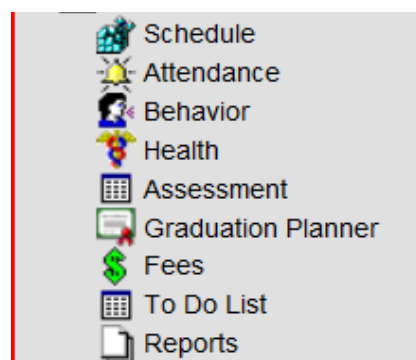 Schedule
Attendance
Behavior
Health
Assessment
Graduation Planner
Fees
To Do List
Reports